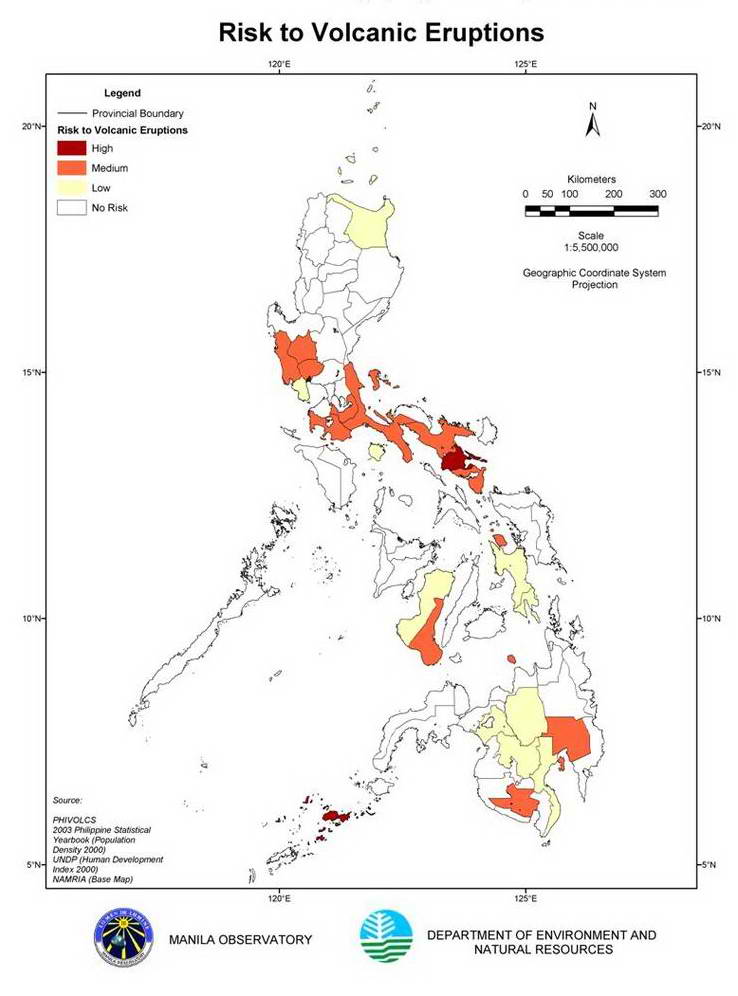 Risk to Volcanic Eruptions
120°E 125°E
Legend
Provincial Boundary
Risk to Volcanic Eruptions
High
Medium
Low
No Risk
N
Kilometers
0 50 100 200 300
Scale
1:5,500,000
Geographic Coordinate System
Projection
20°N 20°N
15°N 15°N
10°N 10°N
5°N 5°N
Source:
PHIVOLCS
2003 Philippine Statistical
Yearbook (Population
Density 2000)
UNDP (Human Development
Index 2000)
NAMRIA (Base Map)
120°E 125°E
MANILA OBSERVATORY
DEPARTMENT OF ENVIRONMENT AND
NATURAL RESOURCES